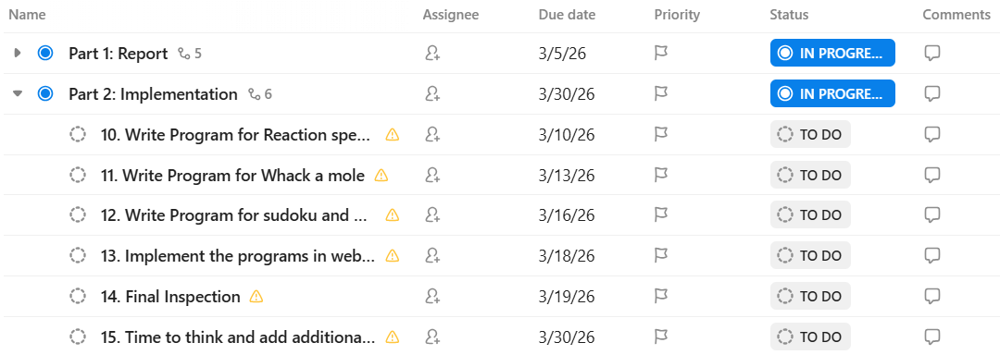 Name Assignee Due date Priority Status Comments
Part 1: Report 5 3/5/26 IN PROGRE...
Part 2: Implementation 6 3/30/26 IN PROGRE...
10. Write Program for Reaction spe... 3/10/26 TO DO
11. Write Program for Whack a mole 3/13/26 TO DO
12. Write Program for sudoku and ... 3/16/26 TO DO
13. Implement the programs in web... 3/18/26 TO DO
14. Final Inspection 3/19/26 TO DO
15. Time to think and add additiona... 3/30/26 TO DO